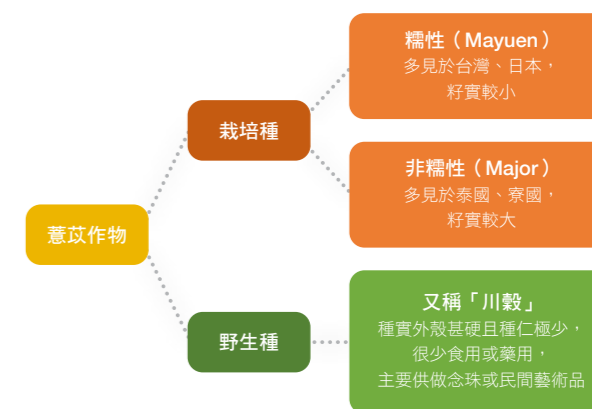 薏苡作物
栽培種
糯性（Mayuen）
多見於台灣、日本，
籽實較小
非糯性（Major）
多見於泰國、寮國，
籽實較大
野生種
又稱「川穀」
種實外殼甚硬且種仁極少，
很少食用或藥用，
主要供做念珠或民間藝術品